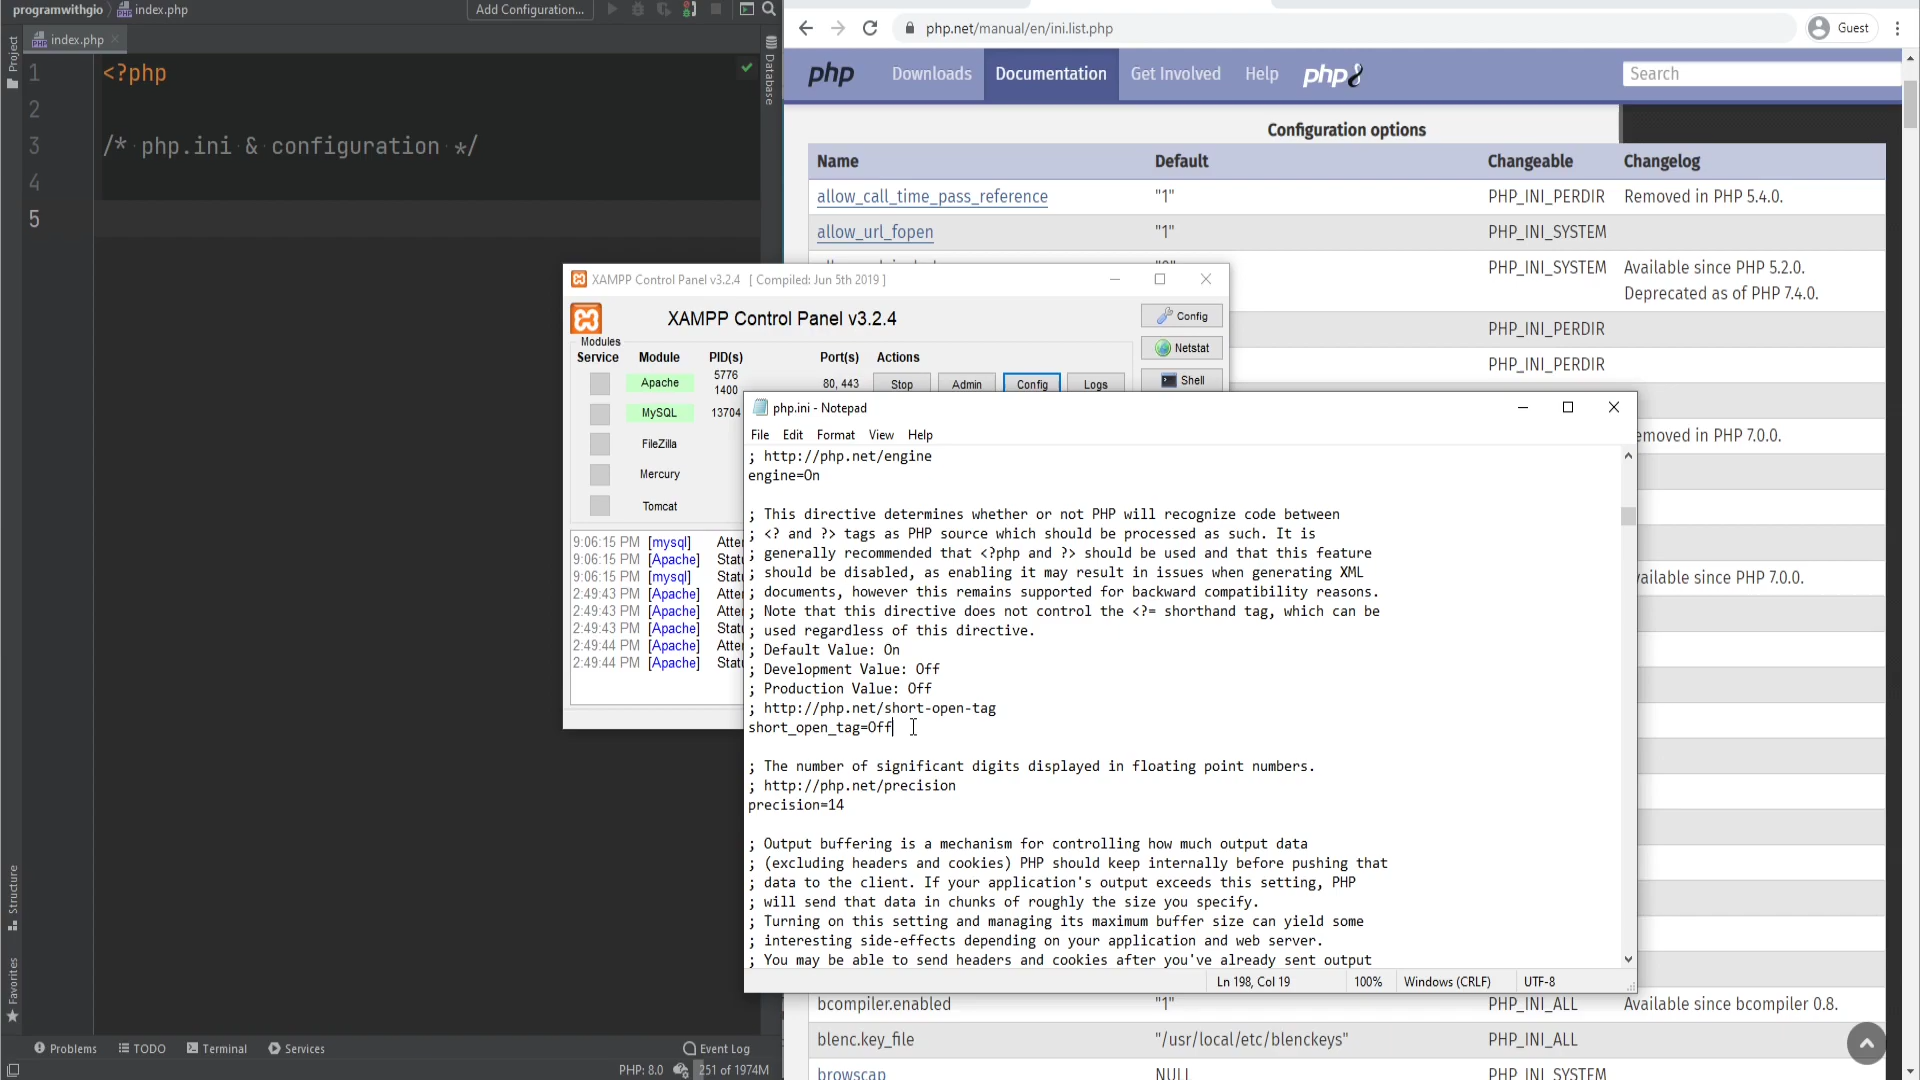 programwithgio
index.php
Add Configuration...
Project
index.php
Database
1 <?php
2
3 /* php.ini & configuration */
4
5
Structure
Favorites
Problems
TODO
Terminal
Services
Event Log
PHP: 8.0
251 of 1974M
php.net/manual/en/ini.list.php
Guest
php
Downloads
Documentation
Get Involved
Help
php8
Search
Configuration options
Name Default Changeable Changelog
allow_call_time_pass_reference "1" PHP_INI_PERDIR Removed in PHP 5.4.0.
allow_url_fopen "1" PHP_INI_SYSTEM
PHP_INI_SYSTEM Available since PHP 5.2.0.
Deprecated as of PHP 7.4.0.
PHP_INI_PERDIR
PHP_INI_PERDIR
emoved in PHP 7.0.0.
vailable since PHP 7.0.0.
bcompiler.enabled "1" PHP_INI_ALL Available since bcompiler 0.8.
blenc.key_file "/usr/local/etc/blenckeys" PHP_INI_ALL
browscap NULL PHP_INI_SYSTEM
XAMPP Control Panel v3.2.4 [ Compiled: Jun 5th 2019 ]
XAMPP Control Panel v3.2.4
Config
Netstat
Shell
Modules
Service Module PID(s) Port(s) Actions
Apache 5776
1400 80, 443 Stop Admin Config Logs
MySQL 13704
FileZilla
Mercury
Tomcat
9:06:15 PM [mysql] Atte
9:06:15 PM [Apache] Stat
9:06:15 PM [mysql] Stat
2:49:43 PM [Apache] Atte
2:49:43 PM [Apache] Atte
2:49:43 PM [Apache] Stat
2:49:44 PM [Apache] Atte
2:49:44 PM [Apache] Stat
php.ini - Notepad
File Edit Format View Help
; http://php.net/engine
engine=On
; This directive determines whether or not PHP will recognize code between
; <? and ?> tags as PHP source which should be processed as such. It is
; generally recommended that <?php and ?> should be used and that this feature
; should be disabled, as enabling it may result in issues when generating XML
; documents, however this remains supported for backward compatibility reasons.
; Note that this directive does not control the <?= shorthand tag, which can be
; used regardless of this directive.
; Default Value: On
; Development Value: Off
; Production Value: Off
; http://php.net/short-open-tag
short_open_tag=Off
; The number of significant digits displayed in floating point numbers.
; http://php.net/precision
precision=14
; Output buffering is a mechanism for controlling how much output data
; (excluding headers and cookies) PHP should keep internally before pushing that
; data to the client. If your application's output exceeds this setting, PHP
; will send that data in chunks of roughly the size you specify.
; Turning on this setting and managing its maximum buffer size can yield some
; interesting side-effects depending on your application and web server.
; You may be able to send headers and cookies after you've already sent output
Ln 198, Col 19
100%
Windows (CRLF)
UTF-8